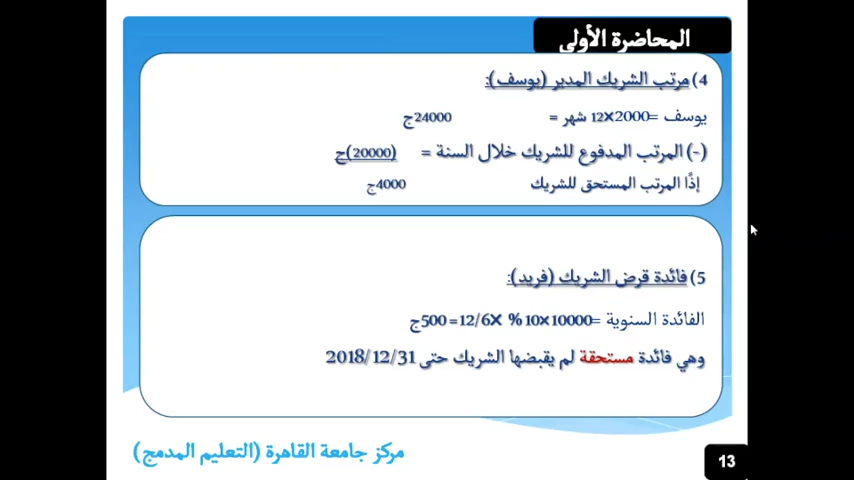 المحاضرة الأولى
4) مرتب الشريك المدير (يوسف):
يوسف =2000×12 شهر = 24000ج
(-) المرتب المدفوع للشريك خلال السنة = (20000)ج
إذًا المرتب المستحق للشريك 4000ج
5) فائدة قرض الشريك (فريد):
الفائدة السنوية =10000×10 % ×12/6 =500ج
وهي فائدة مستحقة لم يقبضها الشريك حتى 2018/12/31
مركز جامعة القاهرة (التعليم المدمج)
13